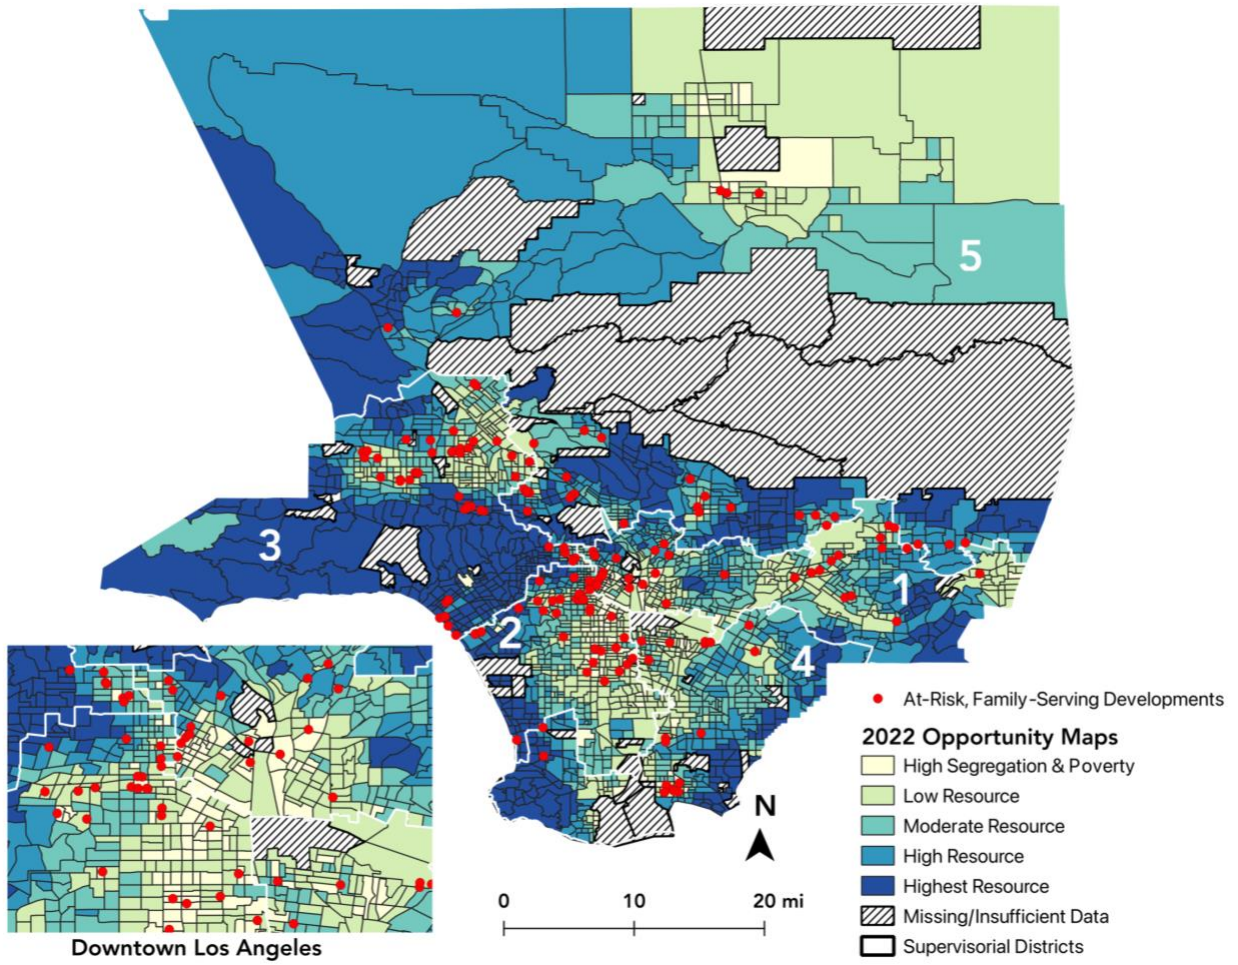 5
3
1
2
4
At-Risk, Family-Serving Developments
2022 Opportunity Maps
High Segregation & Poverty
Low Resource
Moderate Resource
High Resource
Highest Resource
Missing/Insufficient Data
Supervisorial Districts
N
0 10 20 mi
Downtown Los Angeles